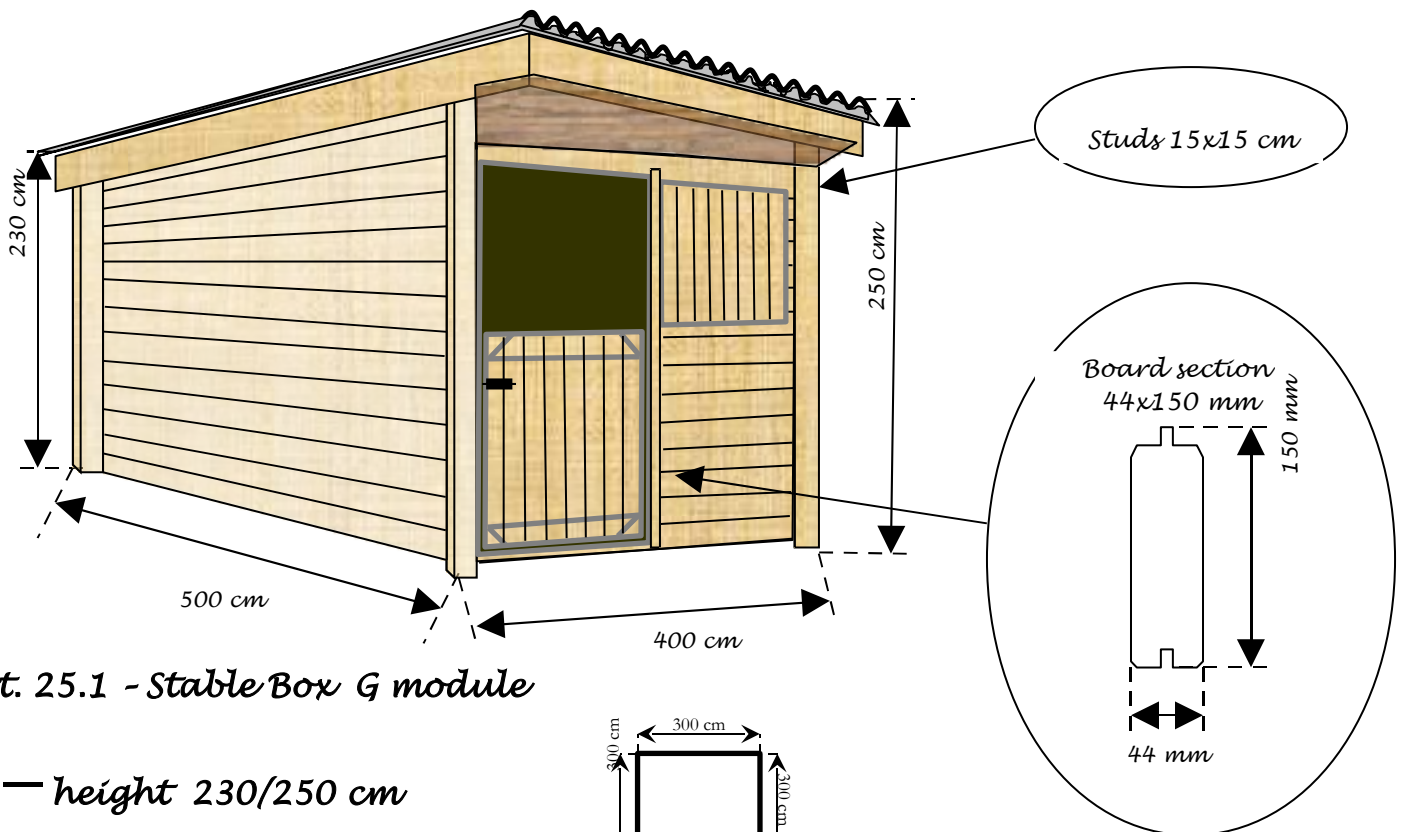 Studs 15x15 cm
230 cm
250 cm
Board section
44x150 mm
150 mm
500 cm
400 cm
t. 25.1 - Stable Box G module
44 mm
300 cm
300 cm
300 cm
height 230/250 cm